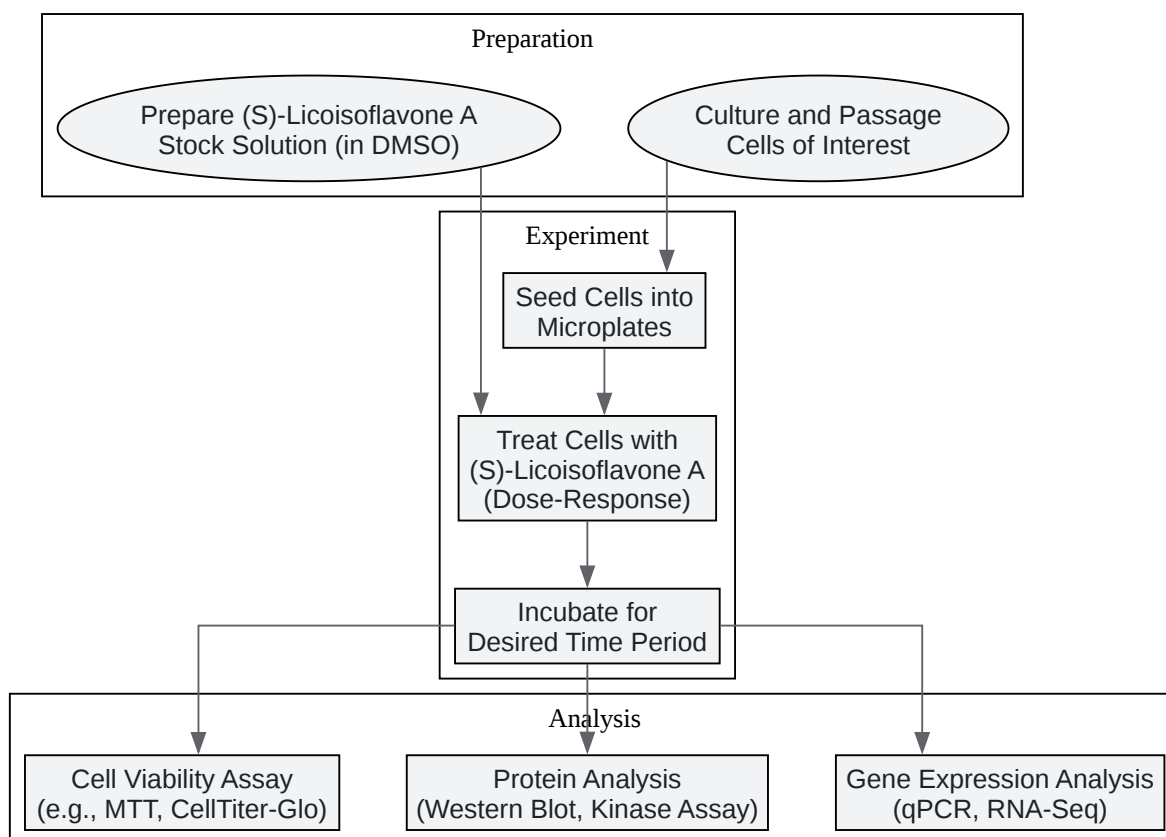 Preparation
Prepare (S)-Licoisoflavone A
Stock Solution (in DMSO)
Culture and Passage
Cells of Interest
Experiment
Seed Cells into
Microplates
Treat Cells with
(S)-Licoisoflavone A
(Dose-Response)
Incubate for
Desired Time Period
Analysis
Cell Viability Assay
(e.g., MTT, CellTiter-Glo)
Protein Analysis
(Western Blot, Kinase Assay)
Gene Expression Analysis
(qPCR, RNA-Seq)